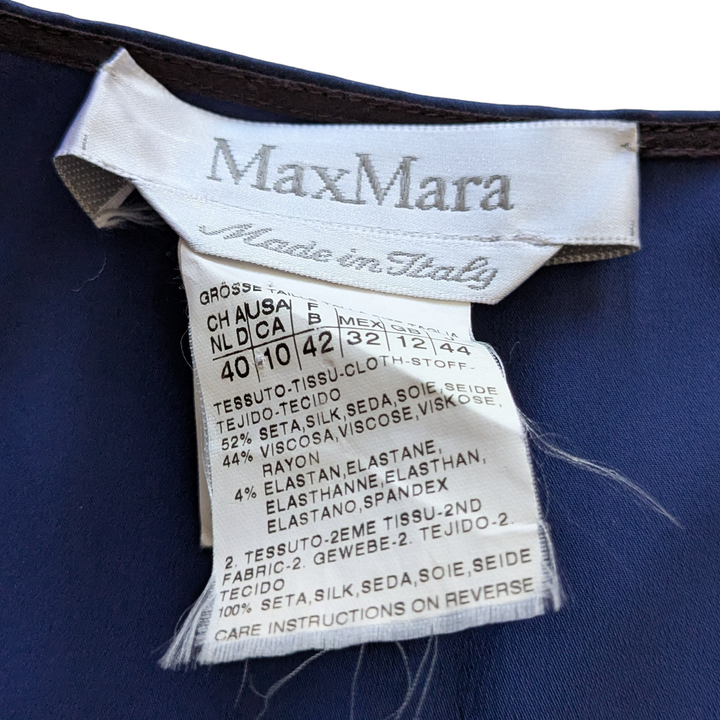 MaxMara
Made in Italy
GRÖSSE
CH A USA F
NL D CA B MEX GB
40 10 42 32 12 44
TESSUTO-TISSU-CLOTH-STOFF-
TEJIDO-TECIDO
52% SETA,SILK,SEDA,SOIE,SEIDE
44% VISCOSA,VISCOSE,VISKOSE,
RAYON
4% ELASTAN,ELASTANE,
ELASTHANNE,ELASTHAN,
ELASTANO,SPANDEX
2. TESSUTO-2EME TISSU-2ND
FABRIC-2. GEWEBE-2. TEJIDO-2.
TECIDO
100% SETA,SILK,SEDA,SOIE,SEIDE
CARE INSTRUCTIONS ON REVERSE